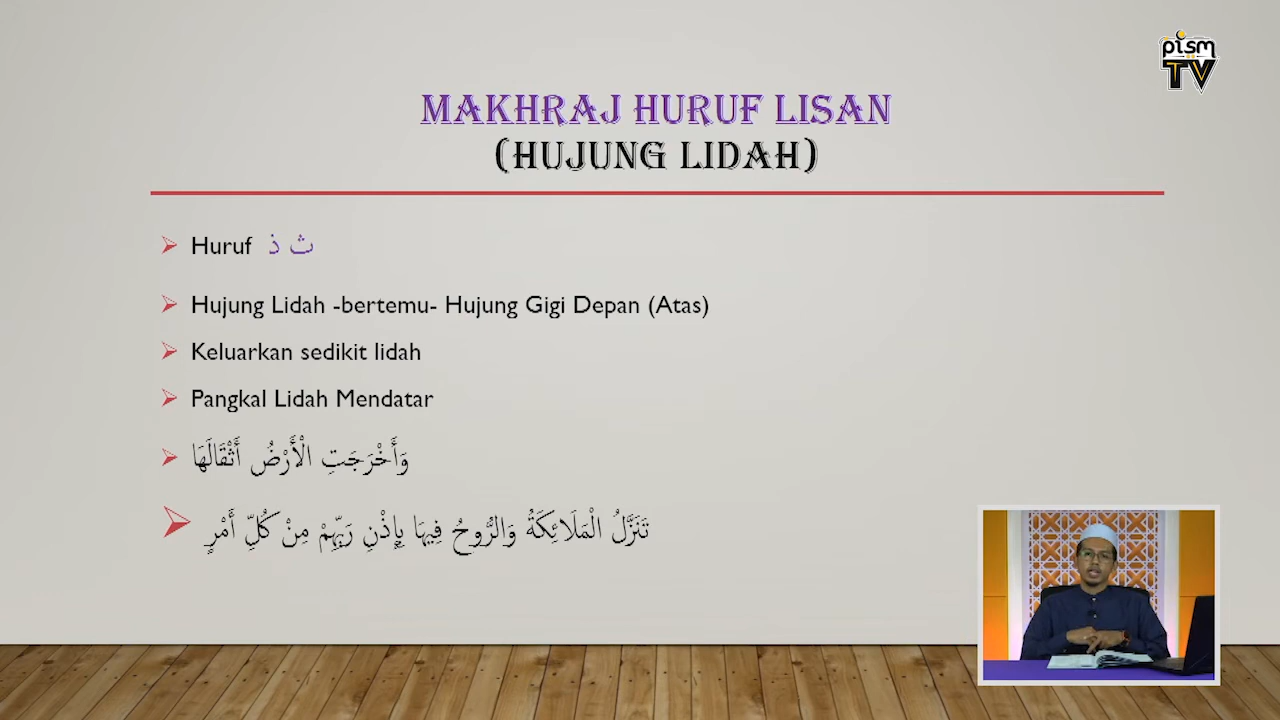 pism
TV
MAKHRAJ HURUF LISAN
(HUJUNG LIDAH)
Huruf ث ذ
Hujung Lidah -bertemu- Hujung Gigi Depan (Atas)
Keluarkan sedikit lidah
Pangkal Lidah Mendatar
وَأَخْرَجَتِ الْأَرْضُ أَثْقَالَهَا
تَنَزَّلُ الْمَلَائِكَةُ وَالرُّوحُ فِيهَا بِإِذْنِ رَبِّهِمْ مِنْ كُلِّ أَمْرٍ